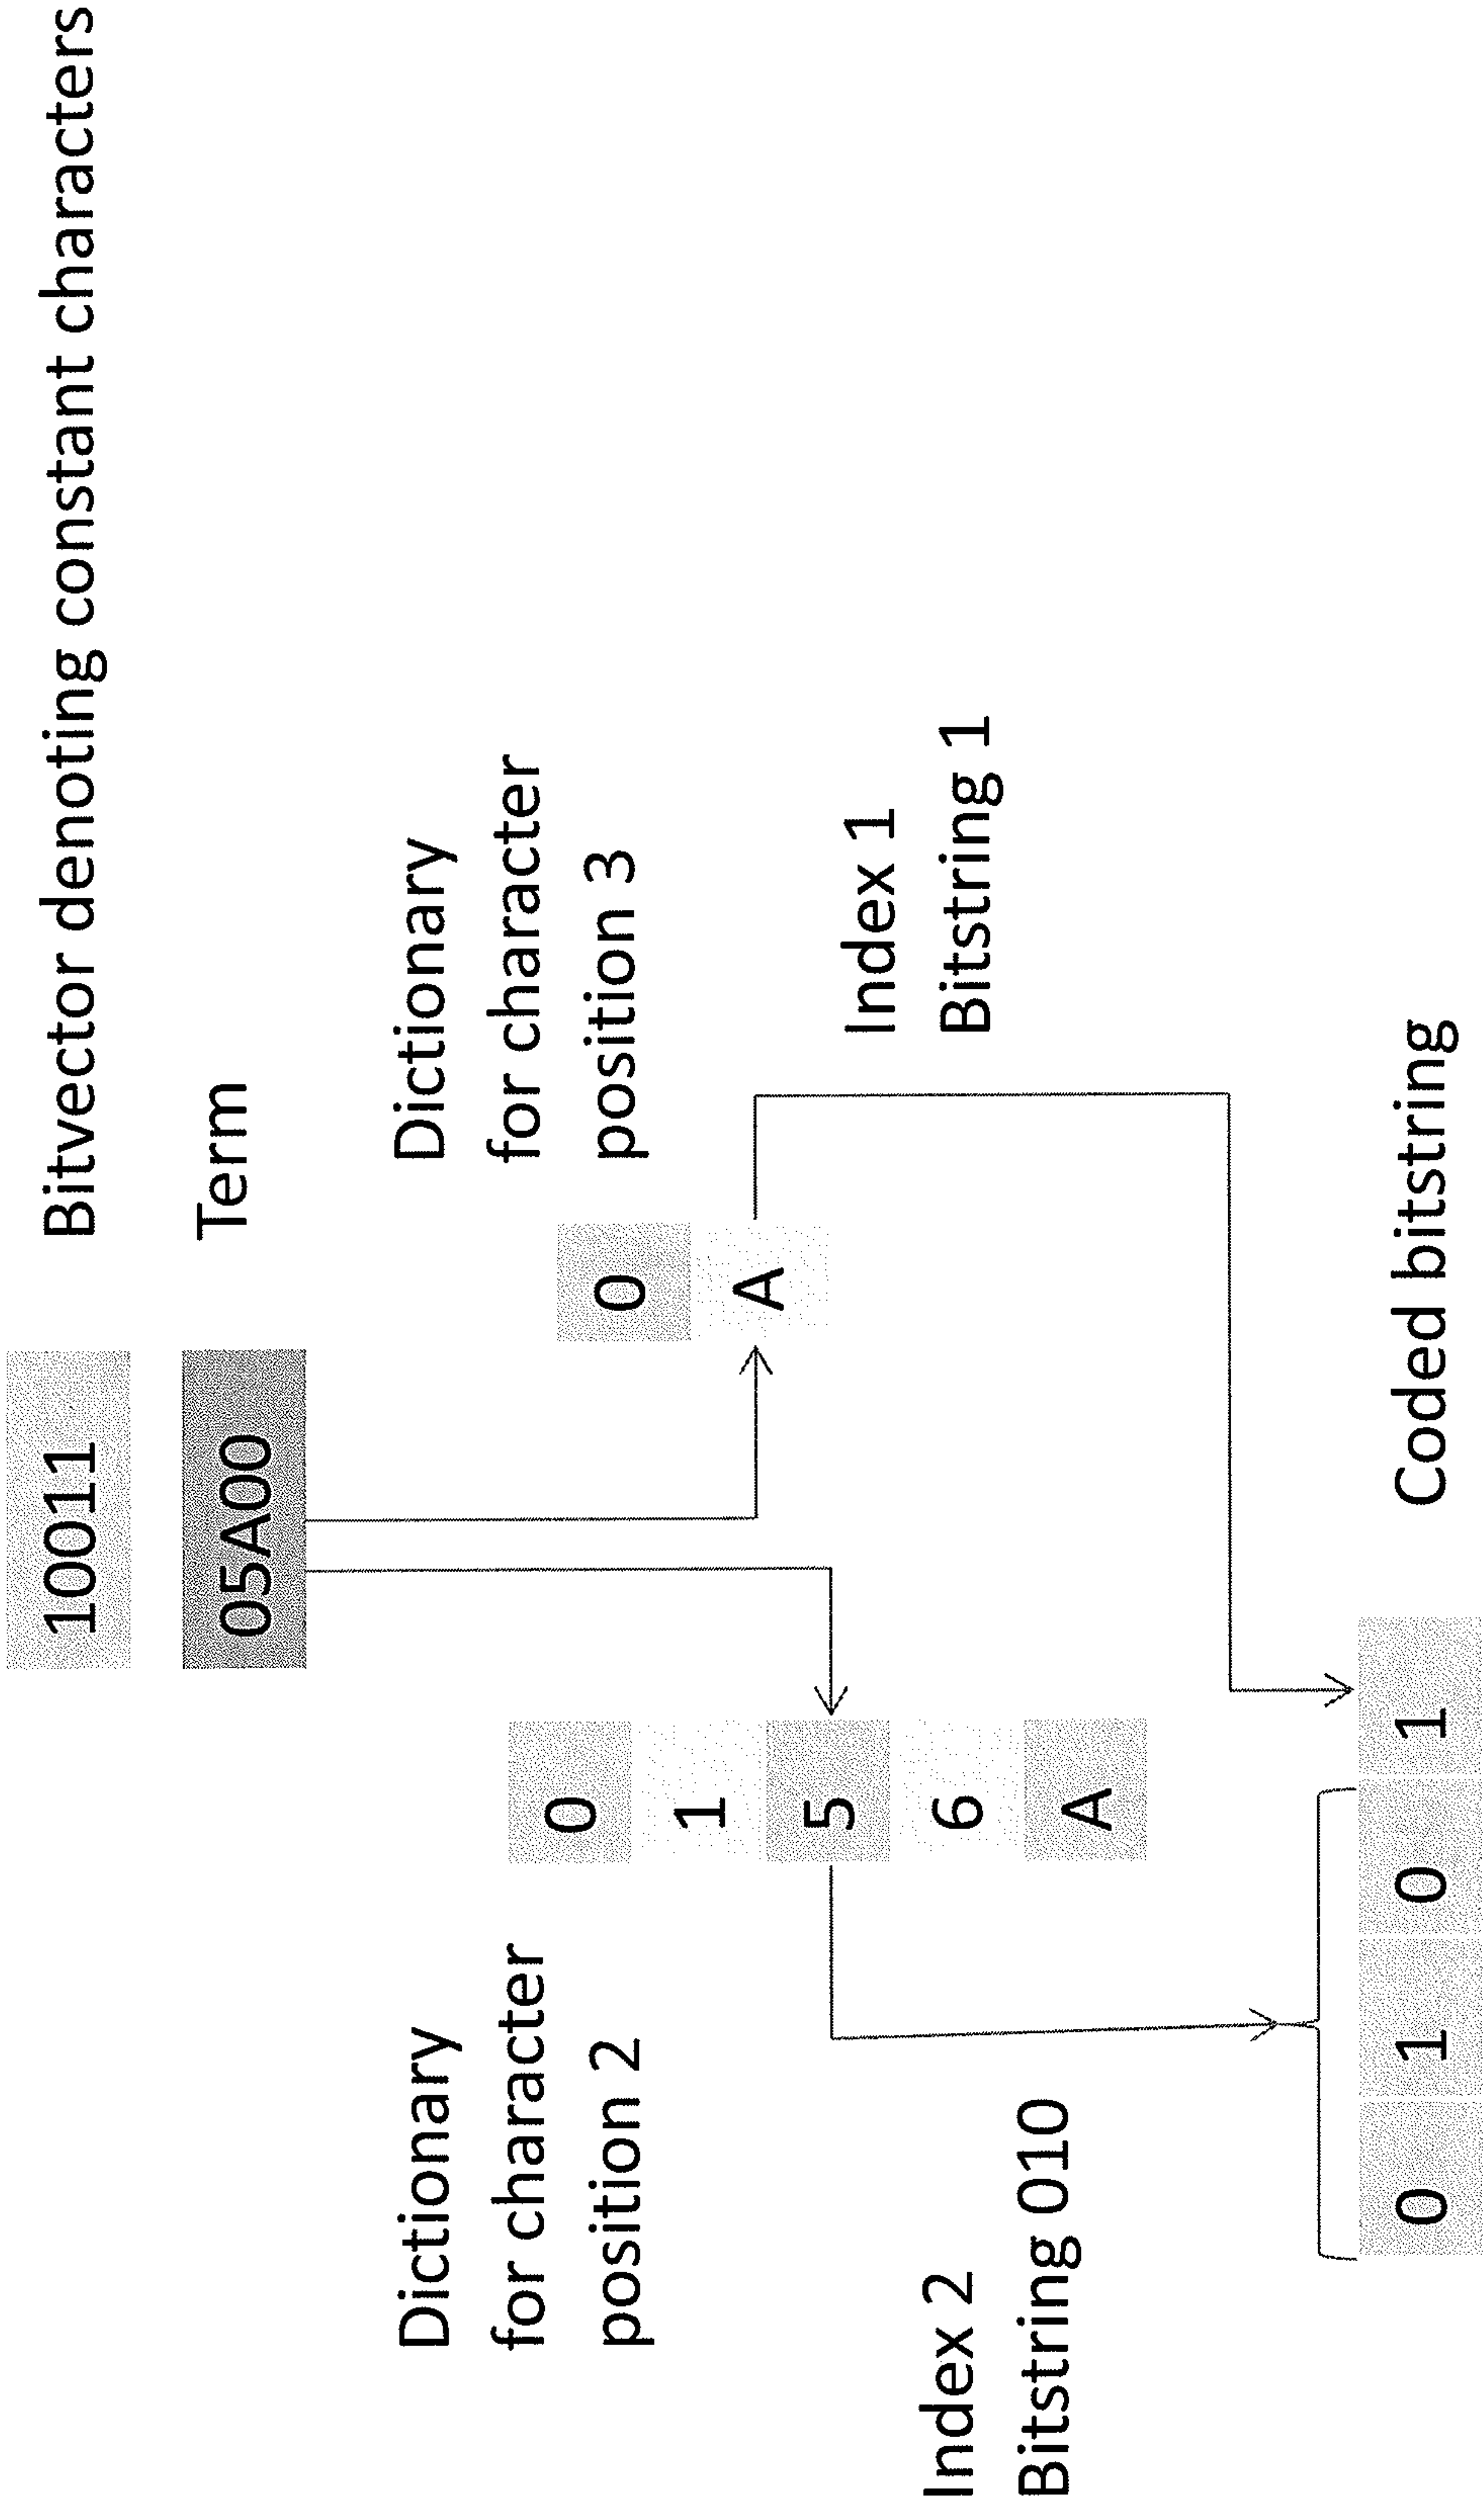 10011 Bitvector denoting constant characters
05A00 Term
Dictionary
for character
position 2
0
1
5
6
A
Dictionary
for character
position 3
0
A
Index 2
Bitstring 010
Index 1
Bitstring 1
0 1 0 1 Coded bitstring